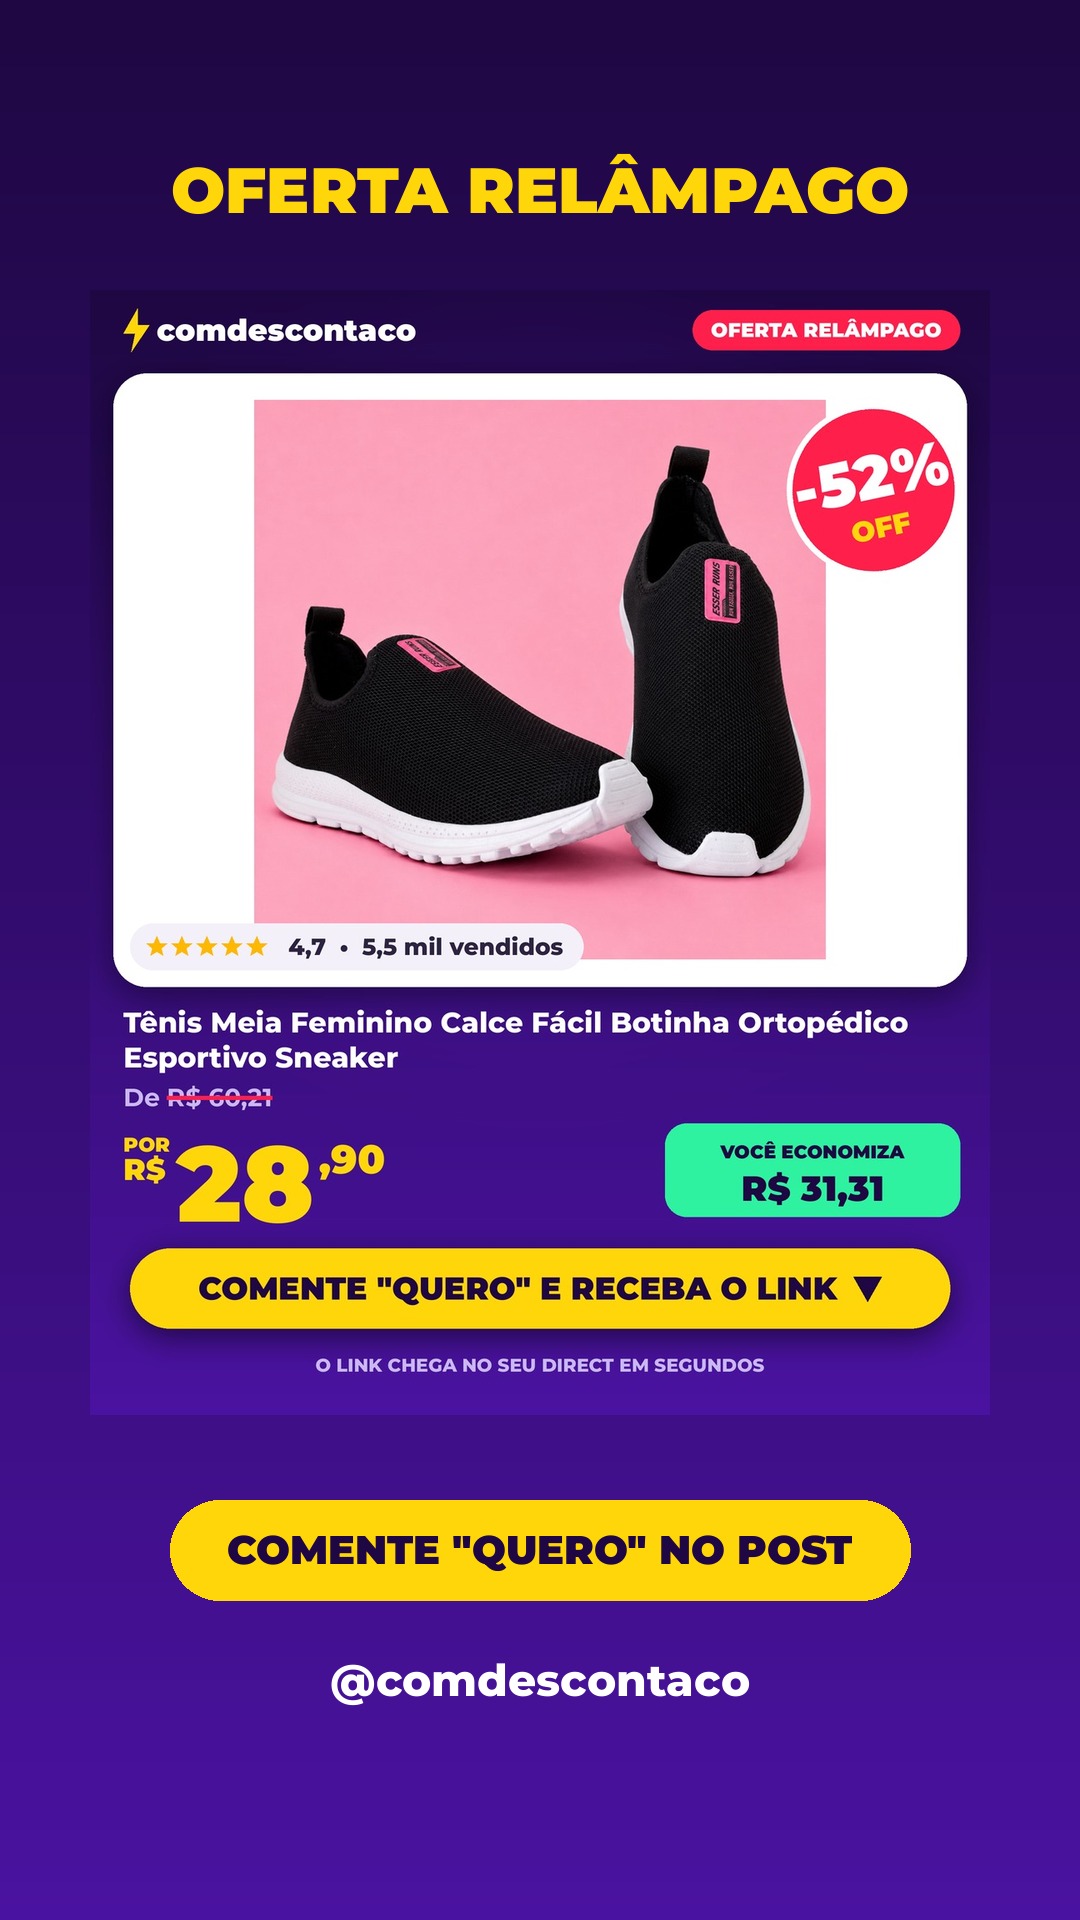 OFERTA RELÂMPAGO
comdescontaco
OFERTA RELÂMPAGO
-52%
OFF
ESSER RUNS
ESSER RUNS
★★★★★ 4,7 • 5,5 mil vendidos
Tênis Meia Feminino Calce Fácil Botinha Ortopédico
Esportivo Sneaker
De R$ 60,21
POR
R$ 28,90
VOCÊ ECONOMIZA
R$ 31,31
COMENTE "QUERO" E RECEBA O LINK ▼
O LINK CHEGA NO SEU DIRECT EM SEGUNDOS
COMENTE "QUERO" NO POST
@comdescontaco